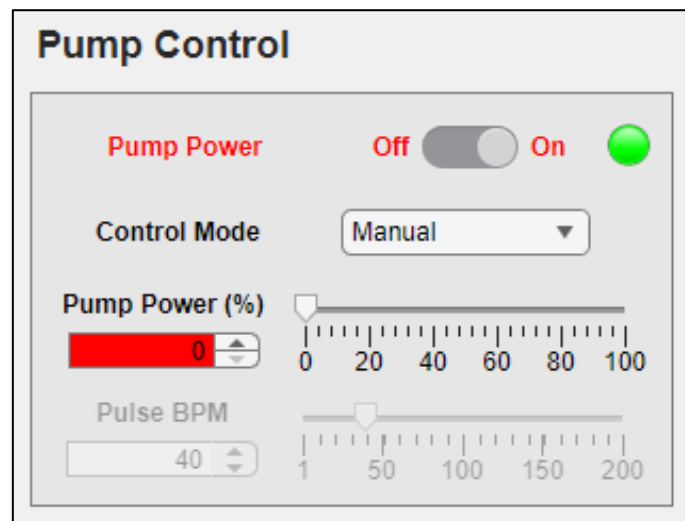 Pump Control
Pump Power Off On
Control Mode Manual
Pump Power (%)
0
0 20 40 60 80 100
Pulse BPM
40
1 50 100 150 200